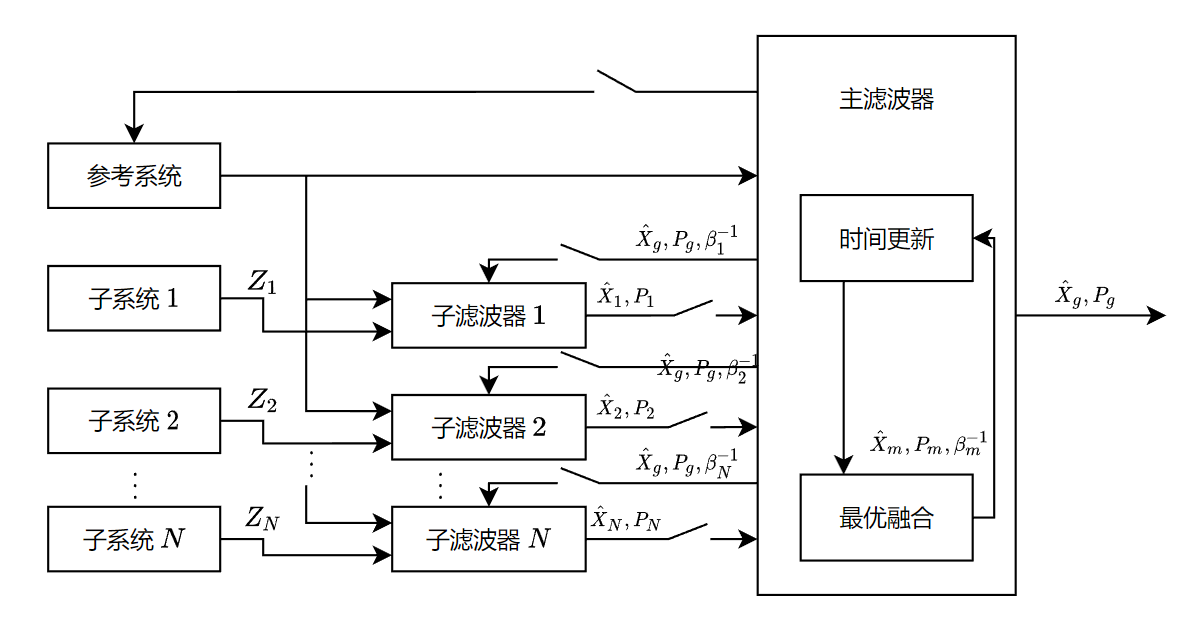 主滤波器
参考系统
时间更新
$\hat{X}_g, P_g, \beta_1^{-1}$
子系统 1
$Z_1$
$\hat{X}_1, P_1$
子滤波器 1
$\hat{X}_g, P_g$
$\hat{X}_g, P_g, \beta_2^{-1}$
子系统 2
$Z_2$
$\hat{X}_2, P_2$
子滤波器 2
$\hat{X}_m, P_m, \beta_m^{-1}$
$\hat{X}_g, P_g, \beta_N^{-1}$
⋮
⋮
⋮
子系统 $N$
$Z_N$
$\hat{X}_N, P_N$
子滤波器 $N$
最优融合